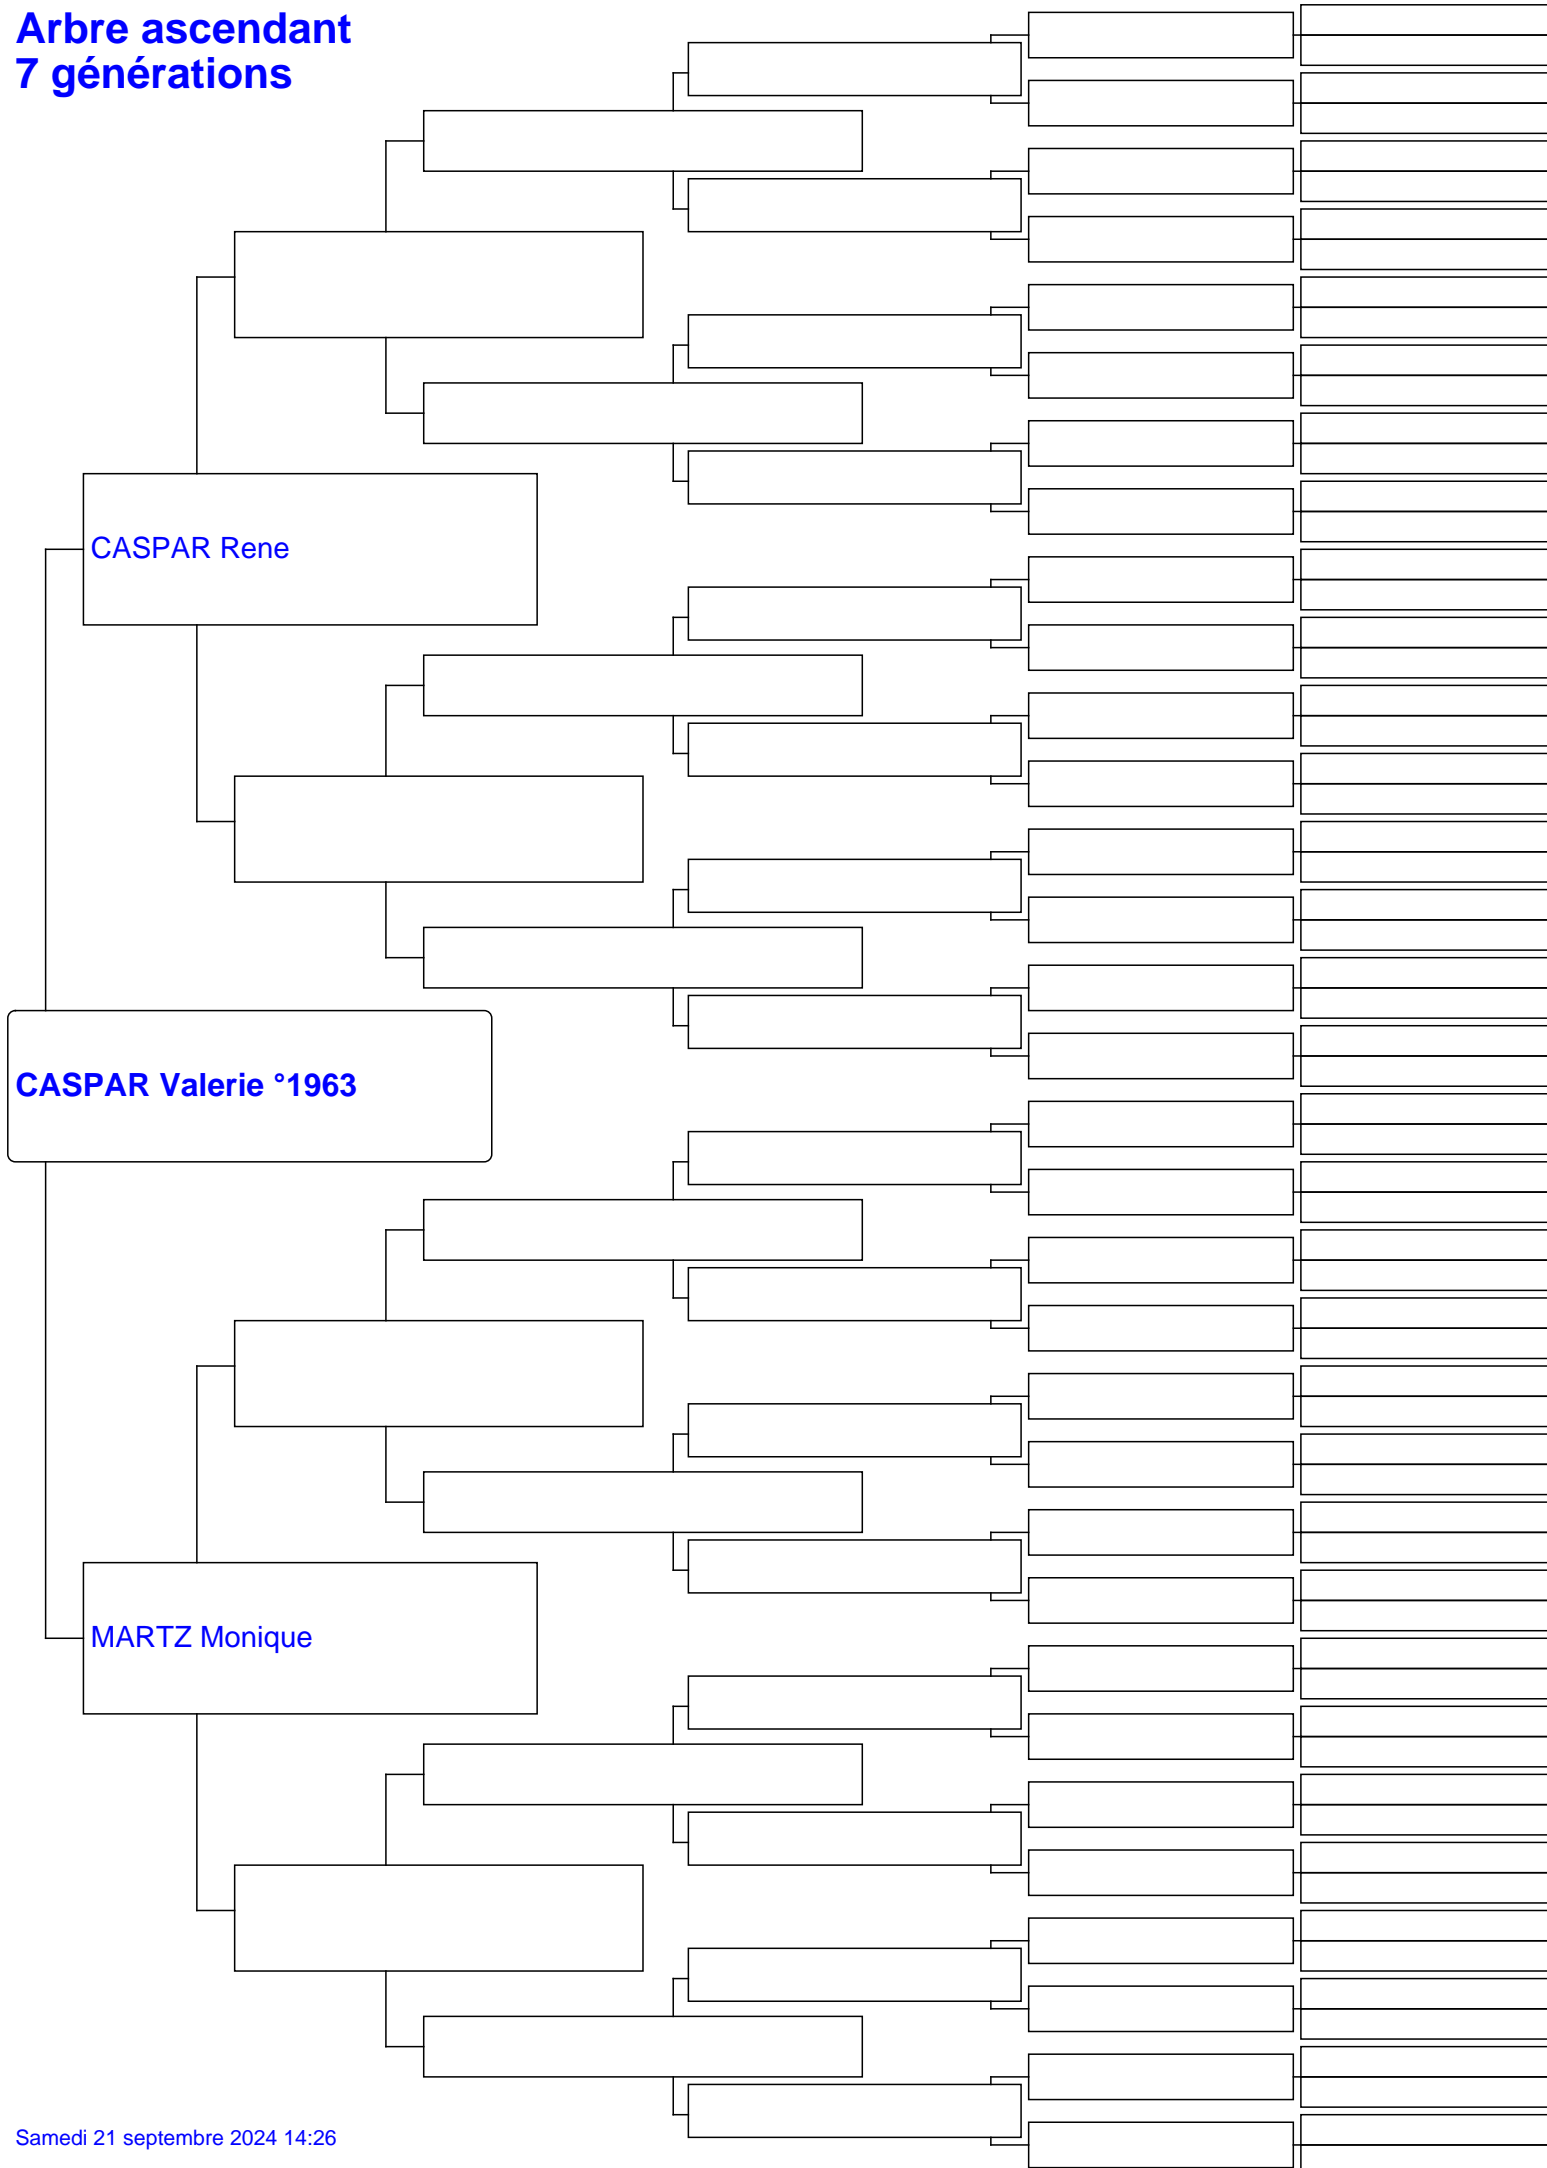 Arbre ascendant
7 générations
CASPAR Rene
CASPAR Valerie °1963
MARTZ Monique
Samedi 21 septembre 2024 14:26